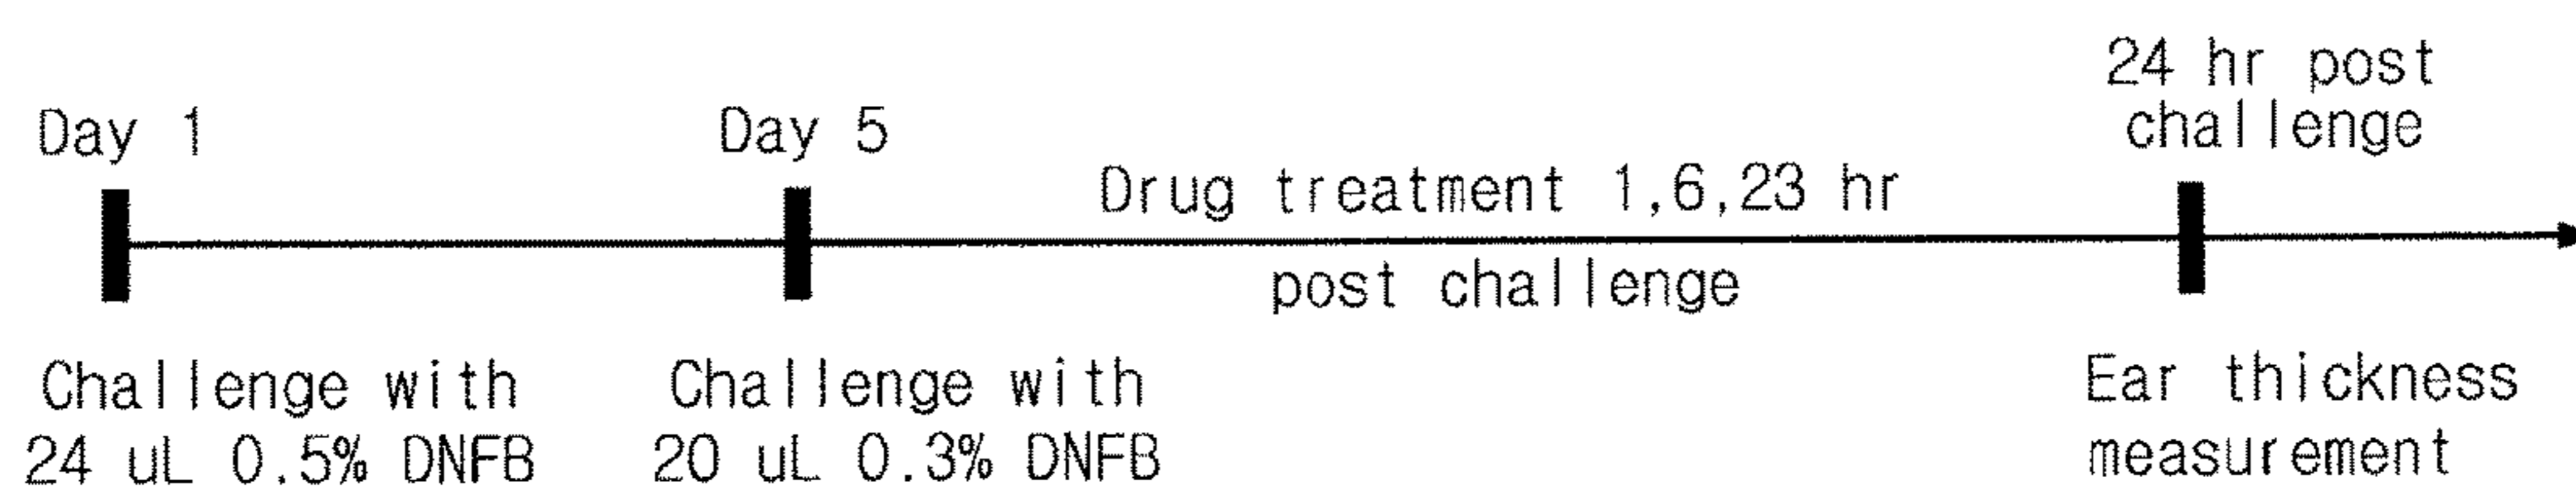 Day 1
Day 5
24 hr post
challenge
Drug treatment 1,6,23 hr
post challenge
Challenge with
24 uL 0.5% DNFB
Challenge with
20 uL 0.3% DNFB
Ear thickness
measurement